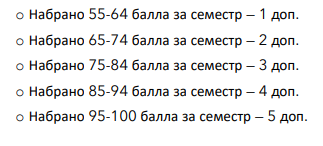 o Набрано 55-64 балла за семестр – 1 доп.
o Набрано 65-74 балла за семестр – 2 доп.
o Набрано 75-84 балла за семестр – 3 доп.
o Набрано 85-94 балла за семестр – 4 доп.
o Набрано 95-100 балла за семестр – 5 доп.